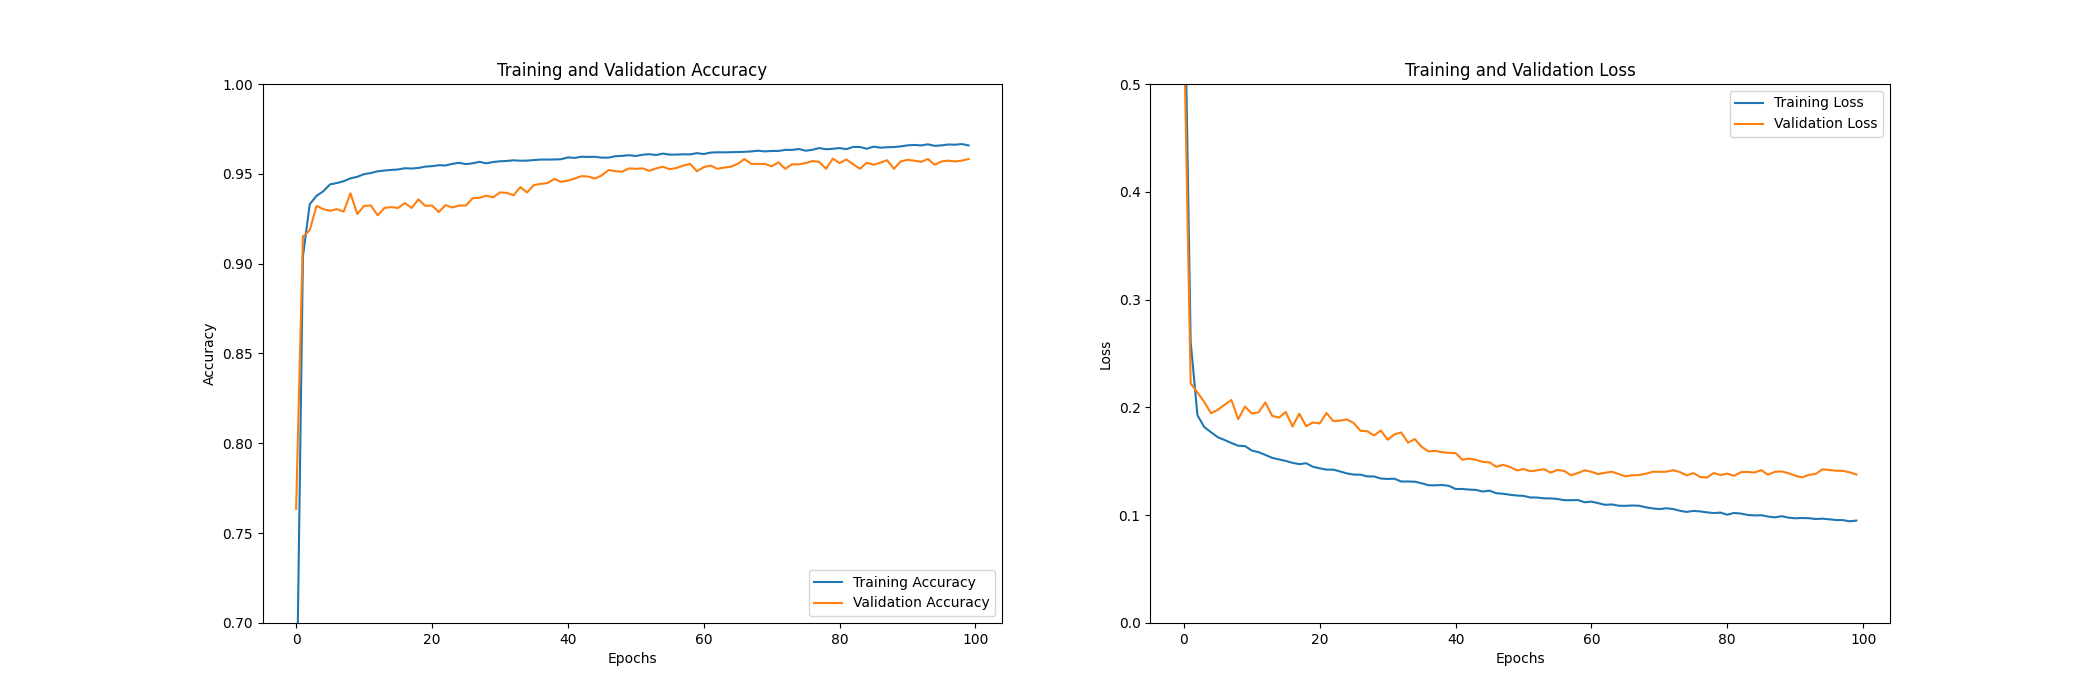 Training and Validation Accuracy
1.00
0.95
0.90
0.85
0.80
0.75
0.70
Accuracy
0
20
40
60
80
100
Epochs
Training Accuracy
Validation Accuracy
Training and Validation Loss
0.5
0.4
0.3
0.2
0.1
0.0
Loss
0
20
40
60
80
100
Epochs
Training Loss
Validation Loss